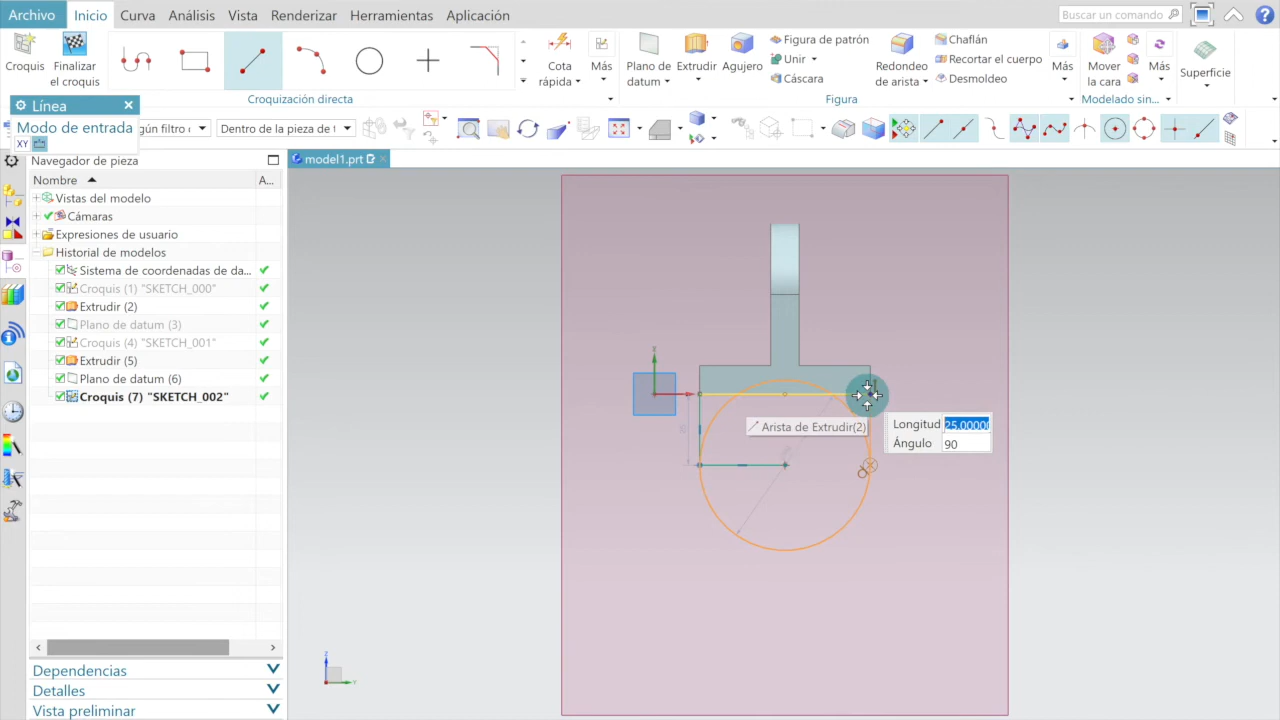 Archivo Inicio Curva Análisis Vista Renderizar Herramientas Aplicación Buscar un comando
Croquis
Finalizar el croquis
Cota rápida
Más
Plano de datum
Extrudir
Agujero
Figura de patrón
Unir
Cáscara
Redondeo de arista
Chaflán
Recortar el cuerpo
Desmoldeo
Más
Mover la cara
Más
Superficie
Croquización directa
Figura
Modelado sin...
Línea
Modo de entrada
XY
gún filtro
Dentro de la pieza de
Navegador de pieza
model1.prt
Nombre A...
Vistas del modelo
Cámaras
Expresiones de usuario
Historial de modelos
Sistema de coordenadas de da...
Croquis (1) "SKETCH_000"
Extrudir (2)
Plano de datum (3)
Croquis (4) "SKETCH_001"
Extrudir (5)
Plano de datum (6)
Croquis (7) "SKETCH_002"
Arista de Extrudir(2)
Longitud 25.0000
Ángulo 90
Dependencias
Detalles
Vista preliminar